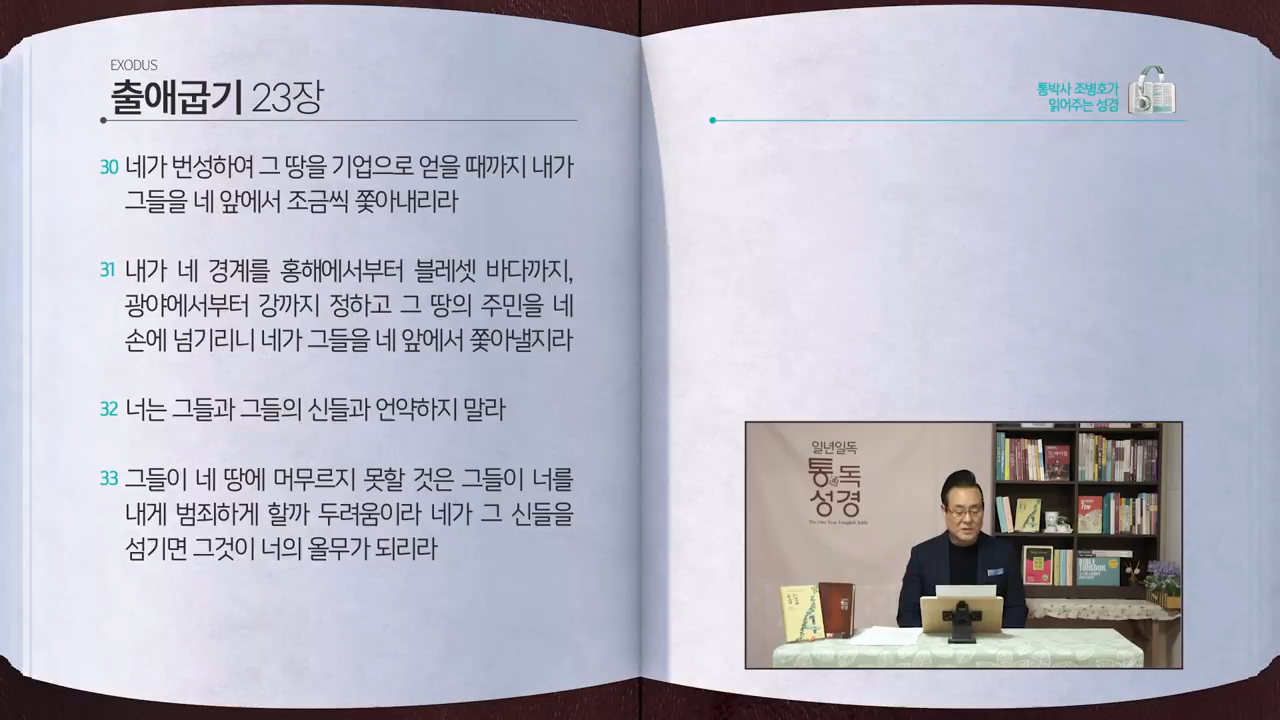 EXODUS
출애굽기 23장
30 네가 번성하여 그 땅을 기업으로 얻을 때까지 내가
그들을 네 앞에서 조금씩 쫓아내리라
31 내가 네 경계를 홍해에서부터 블레셋 바다까지,
광야에서부터 강까지 정하고 그 땅의 주민을 네
손에 넘기리니 네가 그들을 네 앞에서 쫓아낼지라
32 너는 그들과 그들의 신들과 언약하지 말라
33 그들이 네 땅에 머무르지 못할 것은 그들이 너를
내게 범죄하게 할까 두려움이라 네가 그 신들을
섬기면 그것이 너의 올무가 되리라
통박사 조병호가
읽어주는 성경
일년일독
통독
성경
The One Year Tongdok Bible
BIBLE
TONGDOK